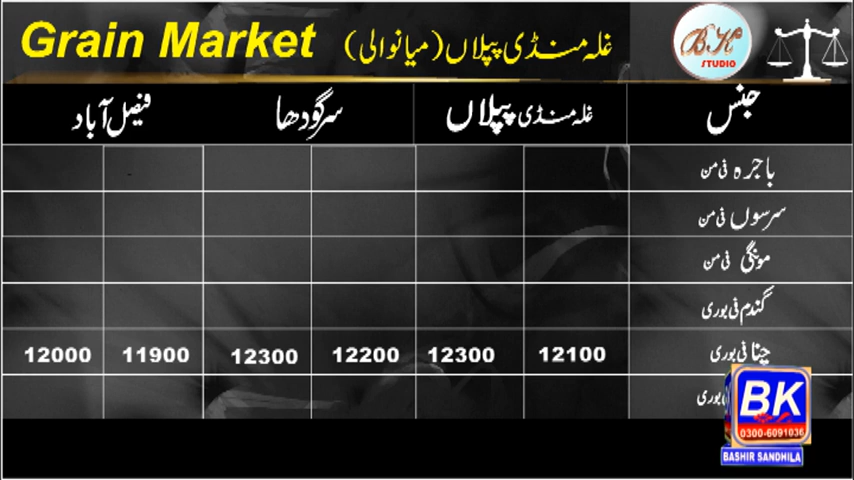 Grain Market غلہ منڈی پپلاں (میانوالی)
BK
STUDIO
جنس غلہ منڈی پپلاں سرگودھا فیصل آباد
باجرہ فی من
سرسوں فی من
مونگی فی من
گندم فی بوری
چنا فی بوری 12100 12300 12200 12300 11900 12000
بوری
BK
0300-6091036
BASHIR SANDHILA